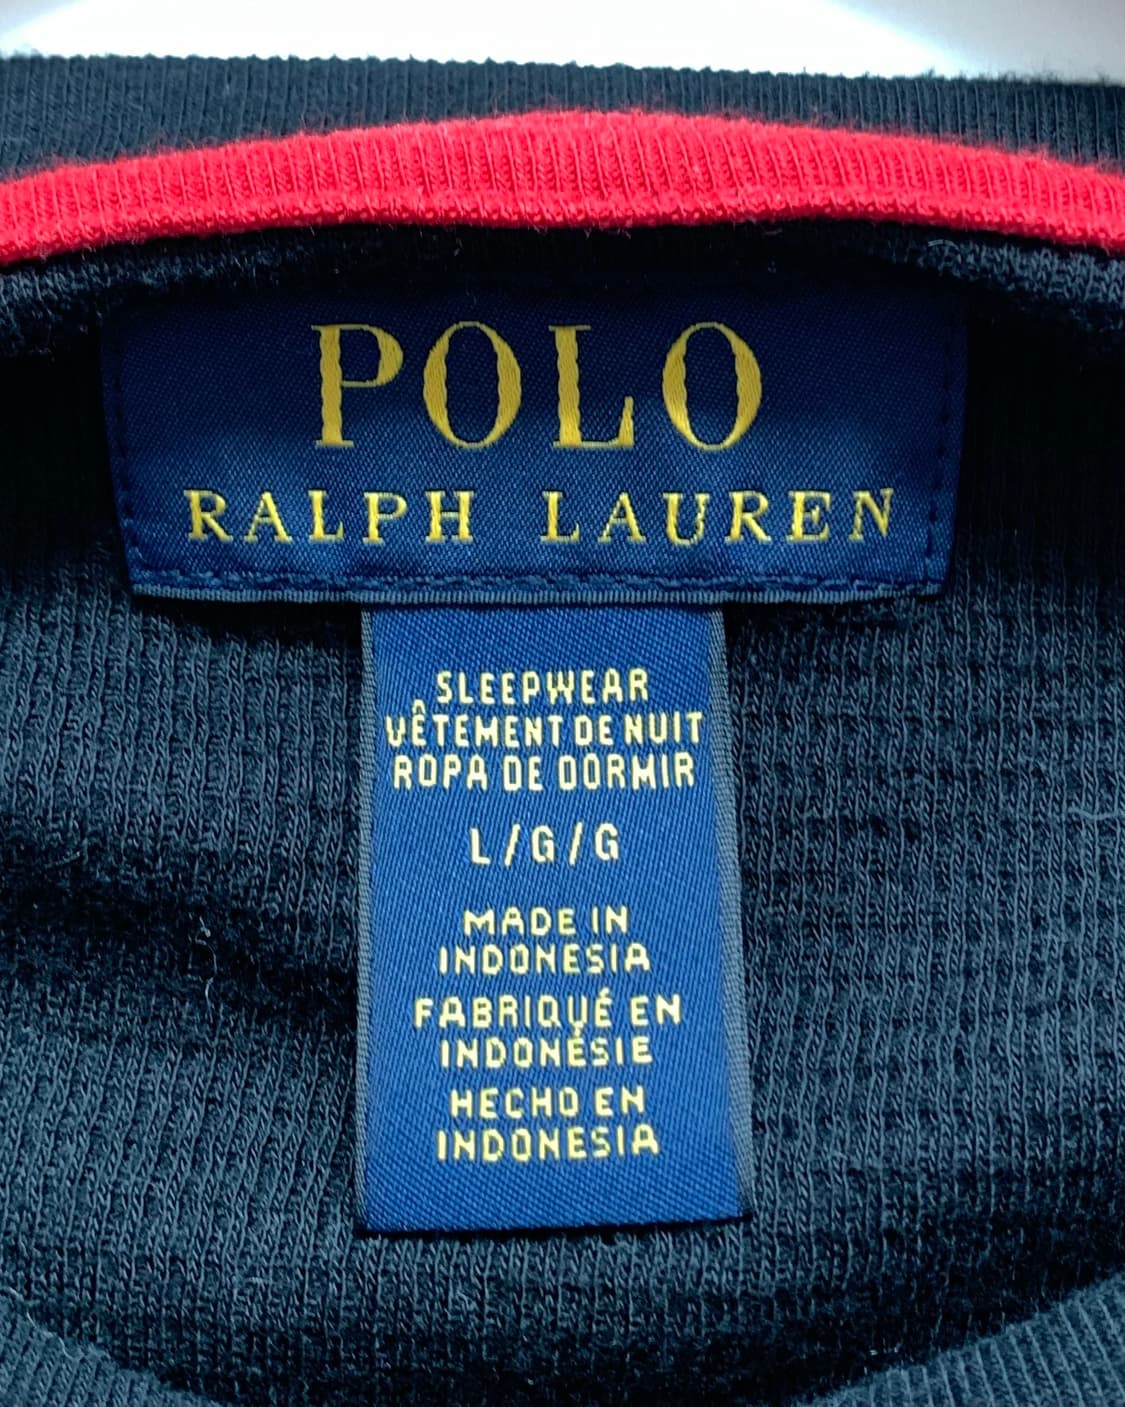 POLO
RALPH LAUREN
SLEEPWEAR
VÊTEMENT DE NUIT
ROPA DE DORMIR
L/G/G
MADE IN
INDONESIA
FABRIQUÉ EN
INDONÉSIE
HECHO EN
INDONESIA